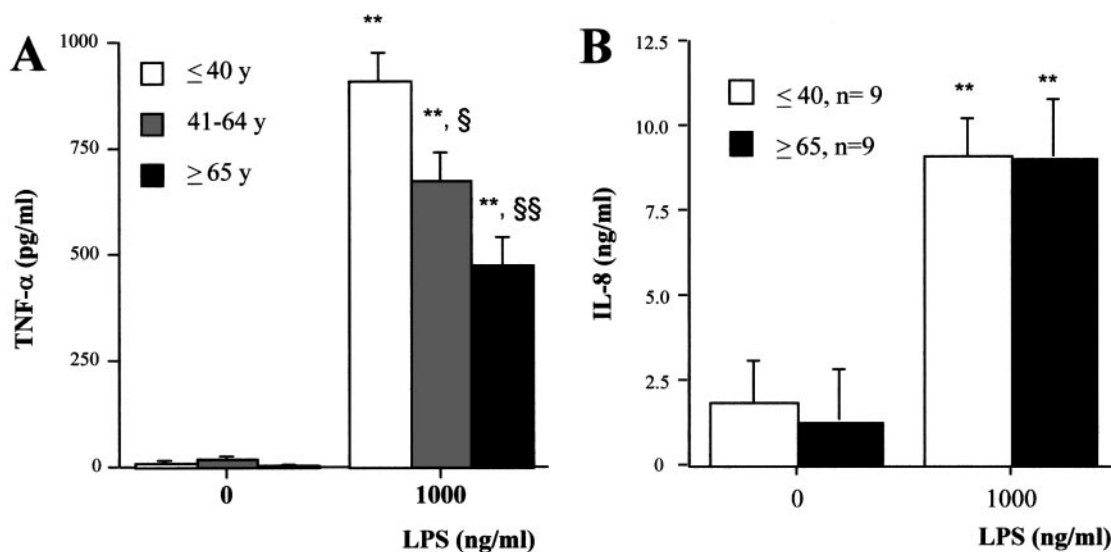 A
TNF-α (pg/ml)
1000
750
500
250
0
≤ 40 y
41-64 y
≥ 65 y
**
**, §
**, §§
0
1000
LPS (ng/ml)
B
IL-8 (ng/ml)
12.5
10.0
7.5
5.0
2.5
0
≤ 40, n= 9
≥ 65, n=9
**
**
0
1000
LPS (ng/ml)